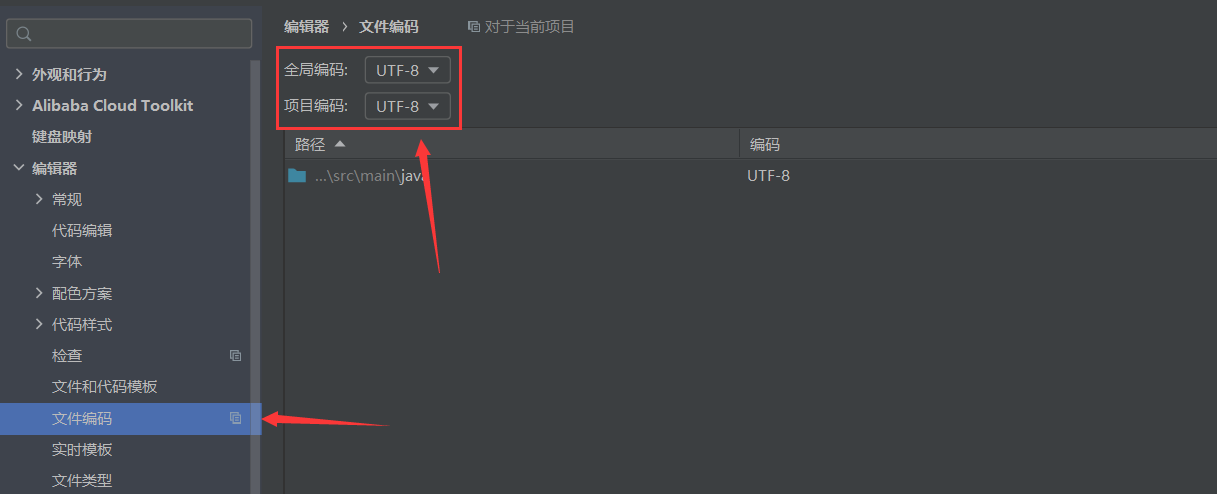 编辑器 › 文件编码 对于当前项目
全局编码: UTF-8
项目编码: UTF-8
路径 编码
...\src\main\java UTF-8
外观和行为
Alibaba Cloud Toolkit
键盘映射
编辑器
常规
代码编辑
字体
配色方案
代码样式
检查
文件和代码模板
文件编码
实时模板
文件类型